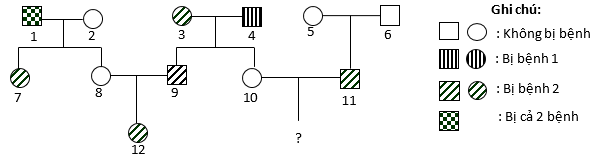 Ghi chú:
: Không bị bệnh
: Bị bệnh 1
: Bị bệnh 2
: Bị cả 2 bệnh
1 2 3 4 5 6
7 8 9 10 11
12 ?